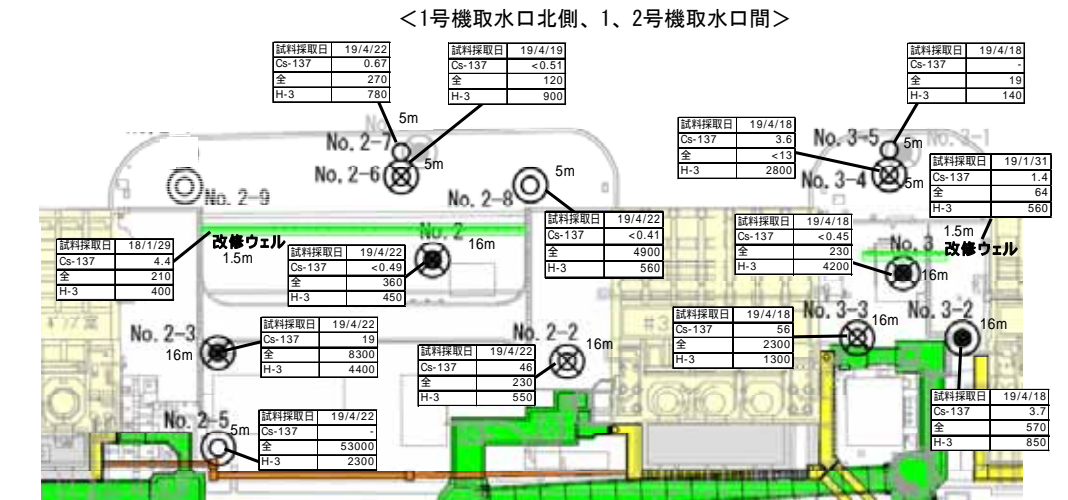 ＜1号機取水口北側、1、2号機取水口間＞
試料採取日 19/4/22
Cs-137 0.67
全 270
H-3 780
試料採取日 19/4/19
Cs-137 <0.51
全 120
H-3 900
試料採取日 19/4/18
Cs-137 -
全 19
H-3 140
5m
No. 2-7
5m
No. 2-6
試料採取日 19/4/18
Cs-137 3.6
全 <13
H-3 2800
No. 3-5
5m
No. 3-1
No. 3-4
5m
試料採取日 19/1/31
Cs-137 1.4
全 64
H-3 560
No. 2-9
No. 2-8
5m
試料採取日 18/1/29
Cs-137 4.4
全 210
H-3 400
改修ウェル
1.5m
No. 2
16m
試料採取日 19/4/22
Cs-137 <0.49
全 360
H-3 450
試料採取日 19/4/22
Cs-137 <0.41
全 4900
H-3 560
試料採取日 19/4/18
Cs-137 <0.45
全 230
H-3 4200
No. 3
16m
1.5m
改修ウェル
No. 2-3
16m
試料採取日 19/4/22
Cs-137 19
全 8300
H-3 4400
No. 2-2
16m
試料採取日 19/4/22
Cs-137 46
全 230
H-3 550
#3
試料採取日 19/4/18
Cs-137 56
全 2300
H-3 1300
No. 3-3
16m
No. 3-2
16m
No. 2-5
5m
試料採取日 19/4/22
Cs-137 -
全 53000
H-3 2300
試料採取日 19/4/18
Cs-137 3.7
全 570
H-3 850